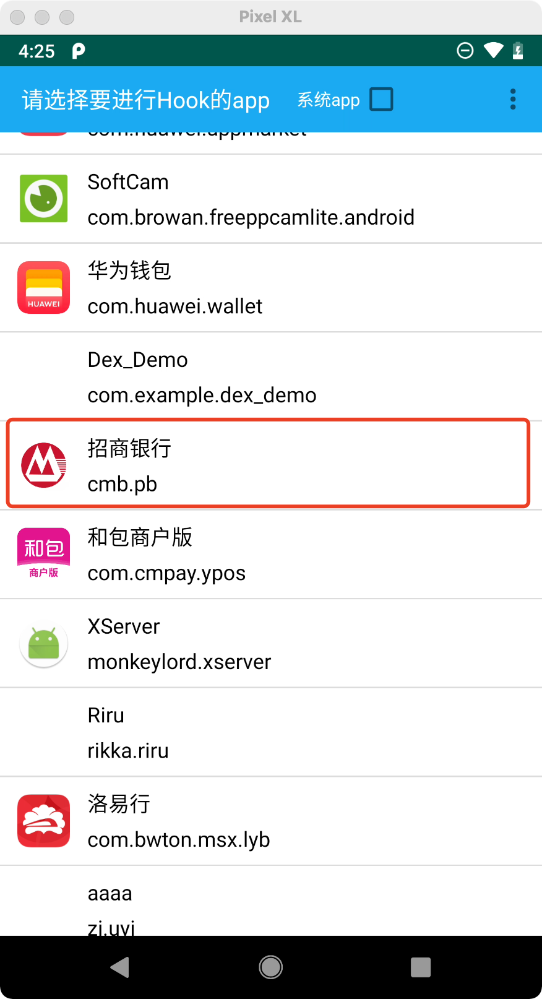 Pixel XL
4:25
请选择要进行Hook的app 系统app
com.huawei.appmarket
SoftCam
com.browan.freeppcamlite.android
HUAWEI
华为钱包
com.huawei.wallet
Dex_Demo
com.example.dex_demo
招商银行
cmb.pb
和包
商户版
和包商户版
com.cmpay.ypos
XServer
monkeylord.xserver
Riru
rikka.riru
洛易行
com.bwton.msx.lyb
aaaa